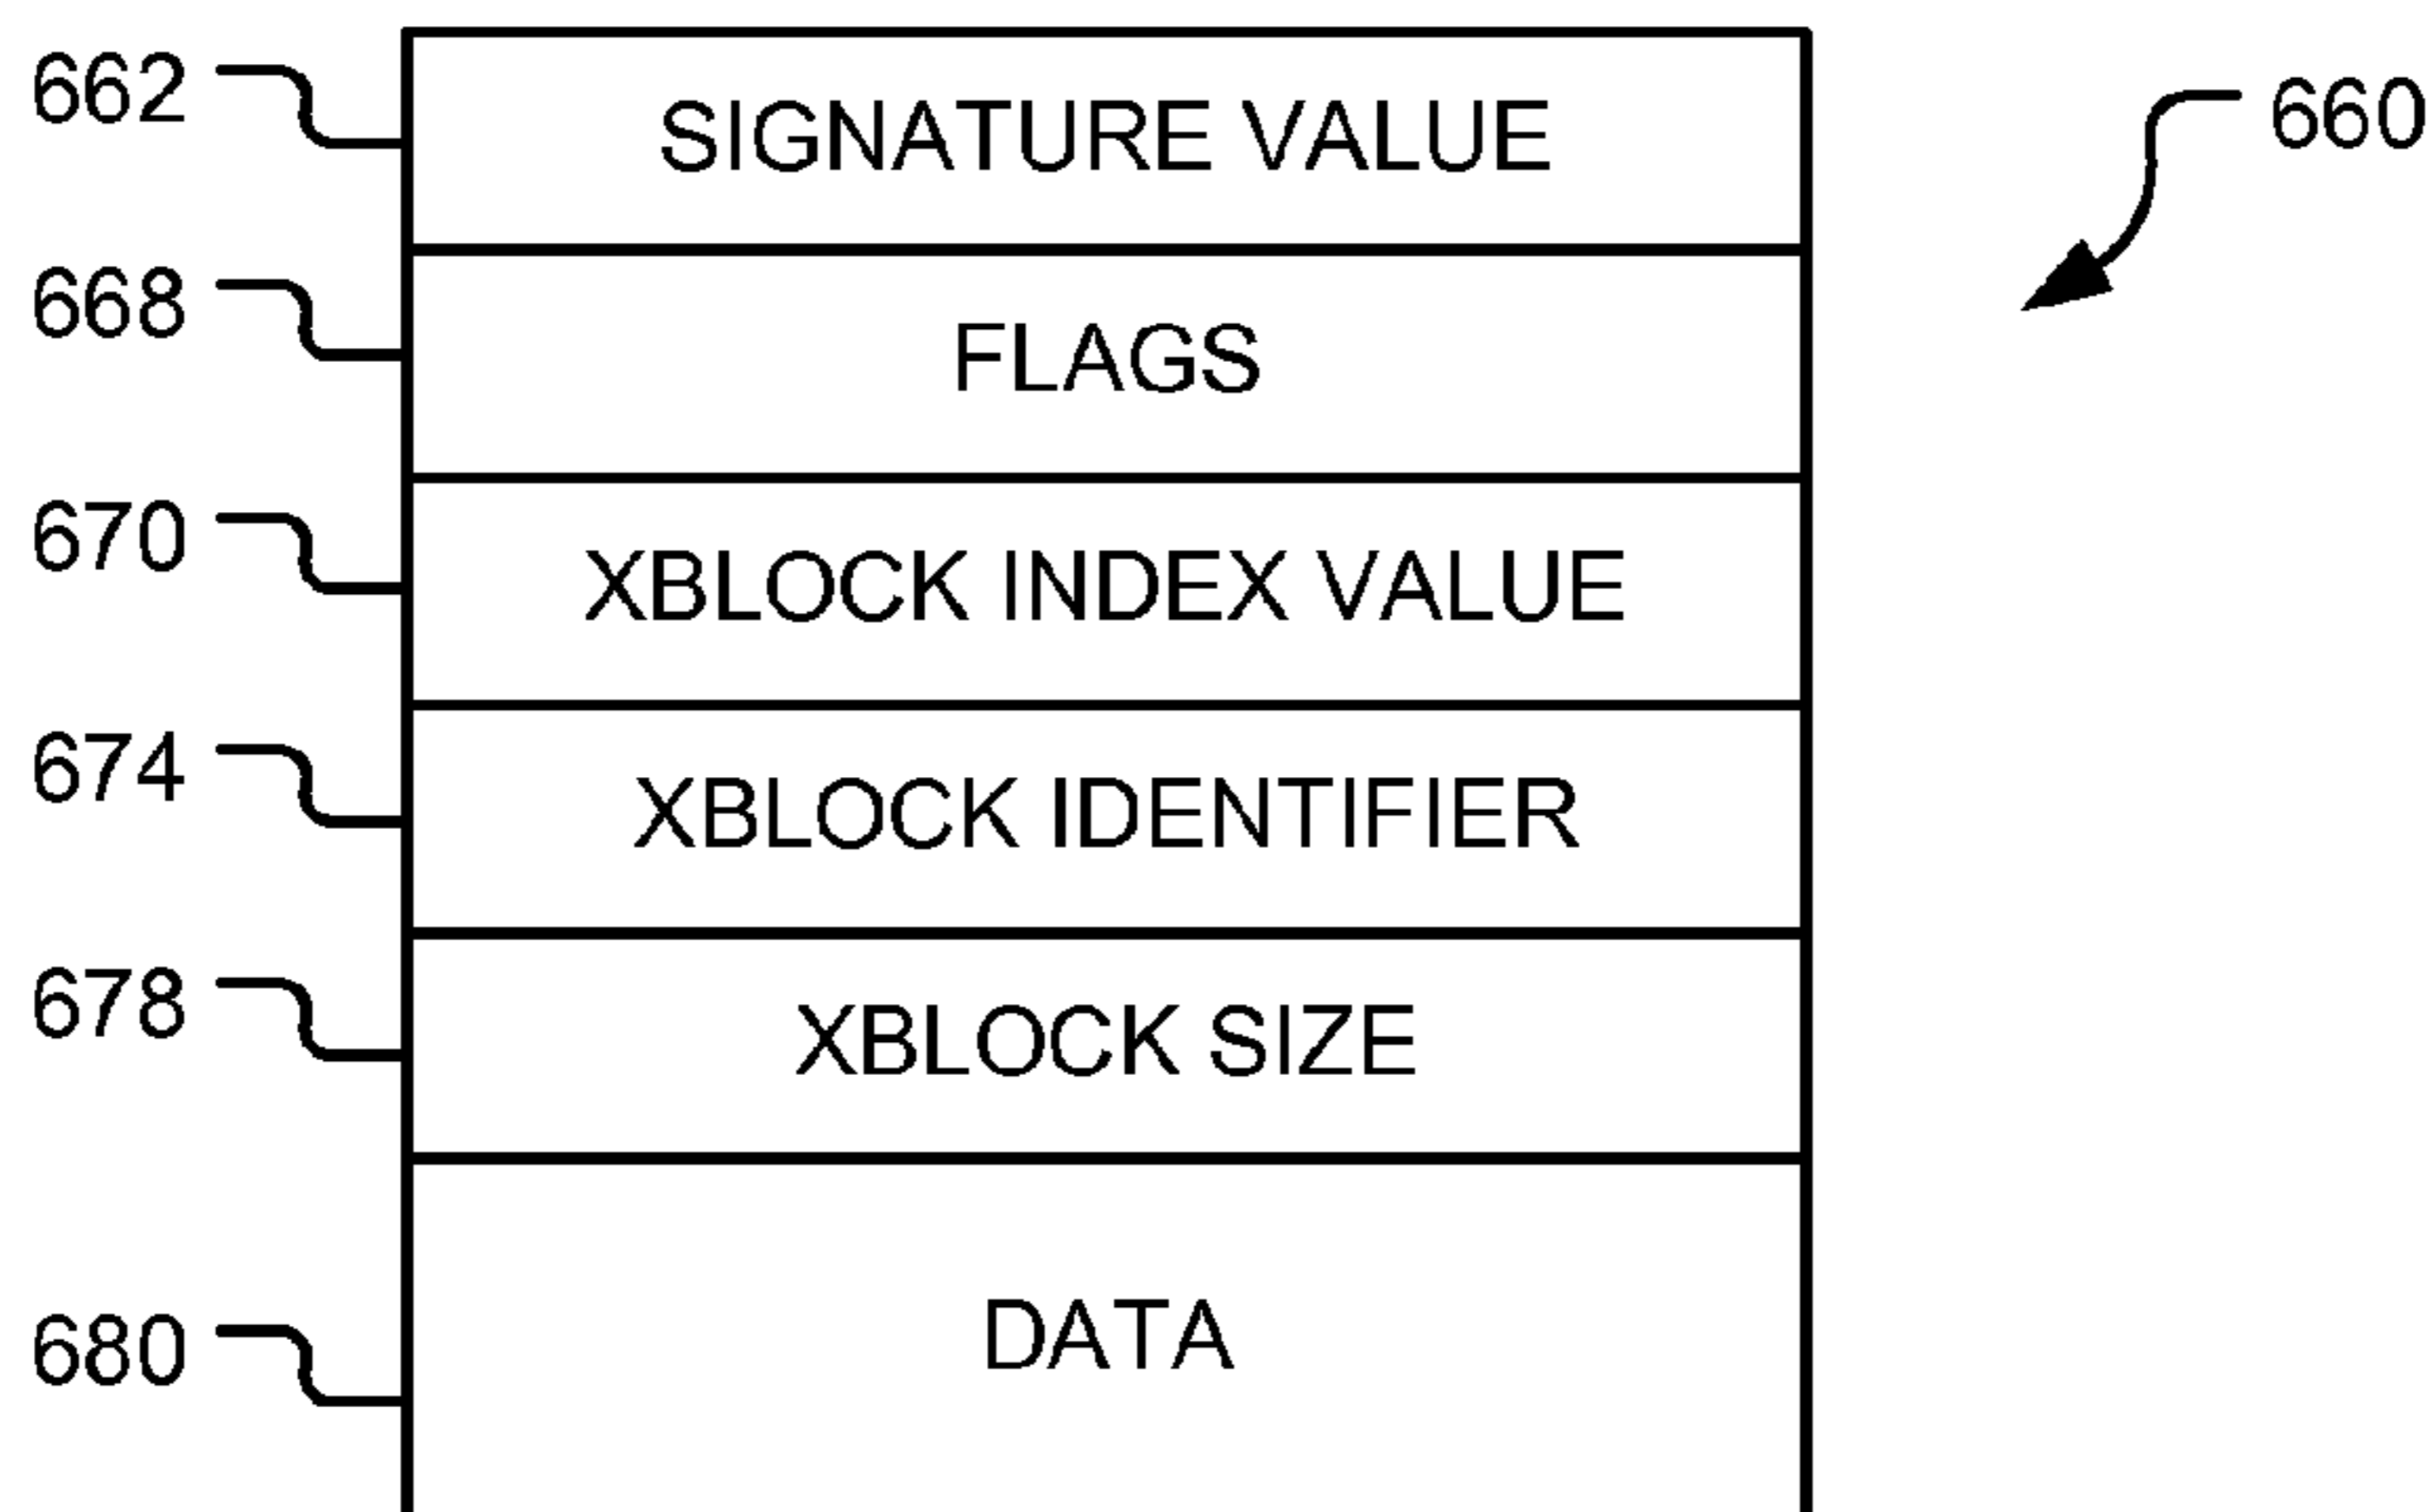 662 SIGNATURE VALUE 660
668 FLAGS
670 XBLOCK INDEX VALUE
674 XBLOCK IDENTIFIER
678 XBLOCK SIZE
680 DATA